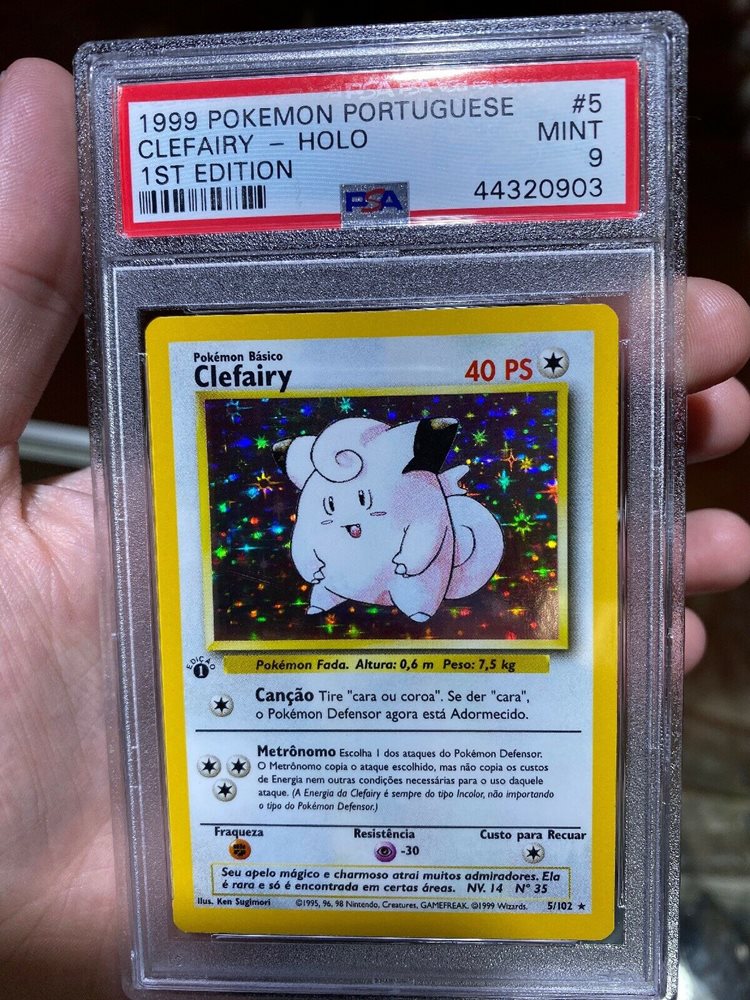 1999 POKEMON PORTUGUESE #5
CLEFAIRY - HOLO MINT
1ST EDITION 9
PSA 44320903
Pokémon Básico
Clefairy 40 PS
Pokémon Fada. Altura: 0,6 m Peso: 7,5 kg
EDIÇÃO
1
Canção Tire "cara ou coroa". Se der "cara",
o Pokémon Defensor agora está Adormecido.
Metrônomo Escolha 1 dos ataques do Pokémon Defensor.
O Metrônomo copia o ataque escolhido, mas não copia os custos
de Energia nem outras condições necessárias para o uso daquele
ataque. (A Energia da Clefairy é sempre do tipo Incolor, não importando
o tipo do Pokémon Defensor.)
Fraqueza Resistência Custo para Recuar
-30
Seu apelo mágico e charmoso atrai muitos admiradores. Ela
é rara e só é encontrada em certas áreas. NV. 14 Nº 35
Ilus. Ken Sugimori ©1995, 96, 98 Nintendo, Creatures, GAMEFREAK. ©1999 Wizards. 5/102 ★